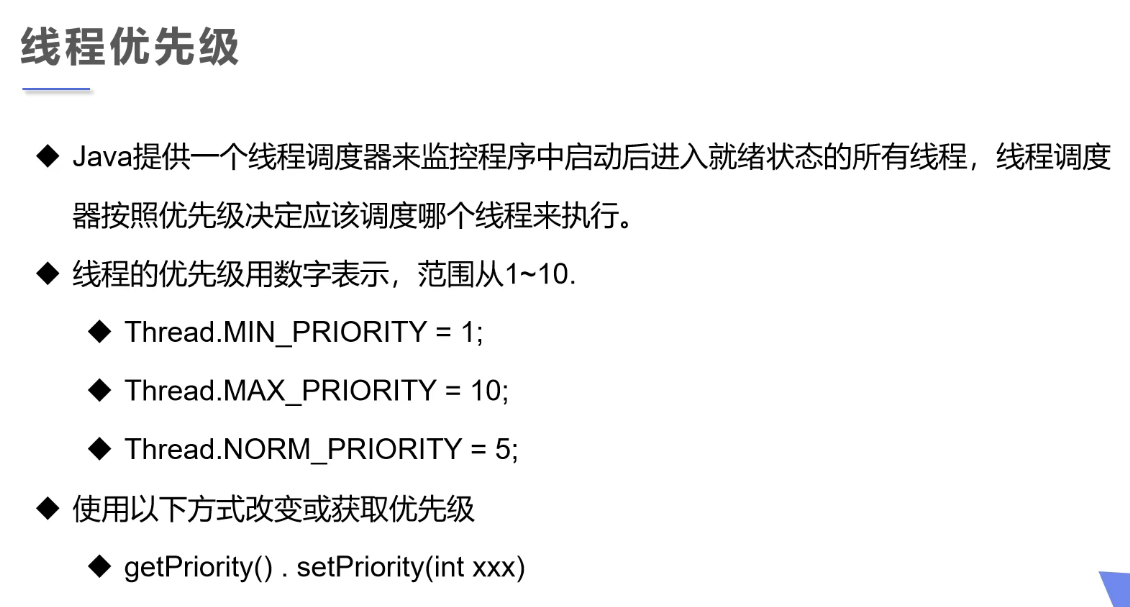 线程优先级
◆ Java提供一个线程调度器来监控程序中启动后进入就绪状态的所有线程，线程调度
器按照优先级决定应该调度哪个线程来执行。
◆ 线程的优先级用数字表示，范围从1~10.
◆ Thread.MIN_PRIORITY = 1;
◆ Thread.MAX_PRIORITY = 10;
◆ Thread.NORM_PRIORITY = 5;
◆ 使用以下方式改变或获取优先级
◆ getPriority() . setPriority(int xxx)